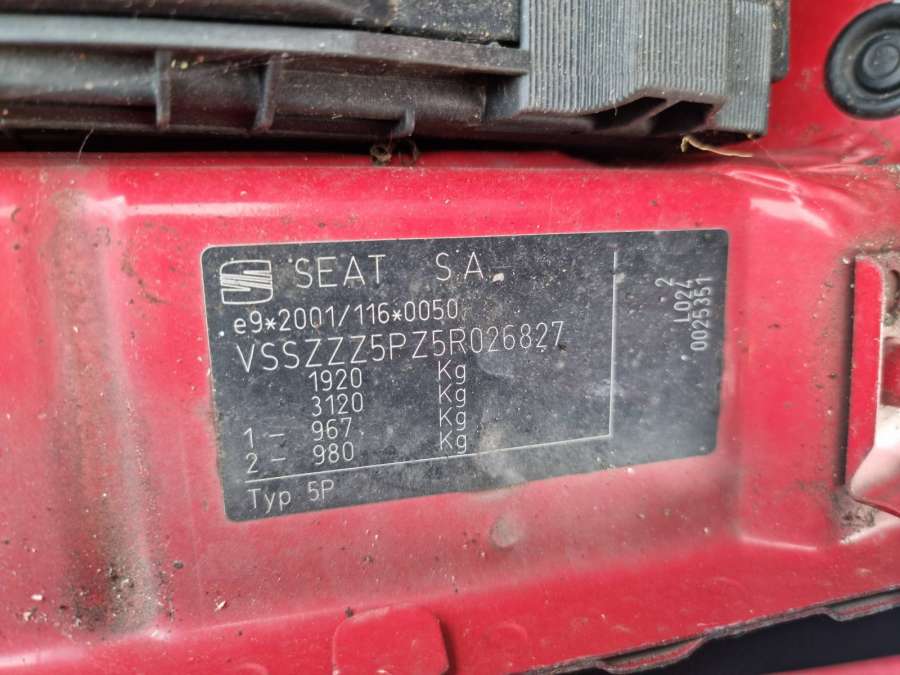 SEAT S.A.
e9*2001/116*0050
VSSZZZ5PZ5R026827
1920 Kg
3120 Kg
1 - 967 Kg
2 - 980 Kg
Typ 5P
2
L024
0025351